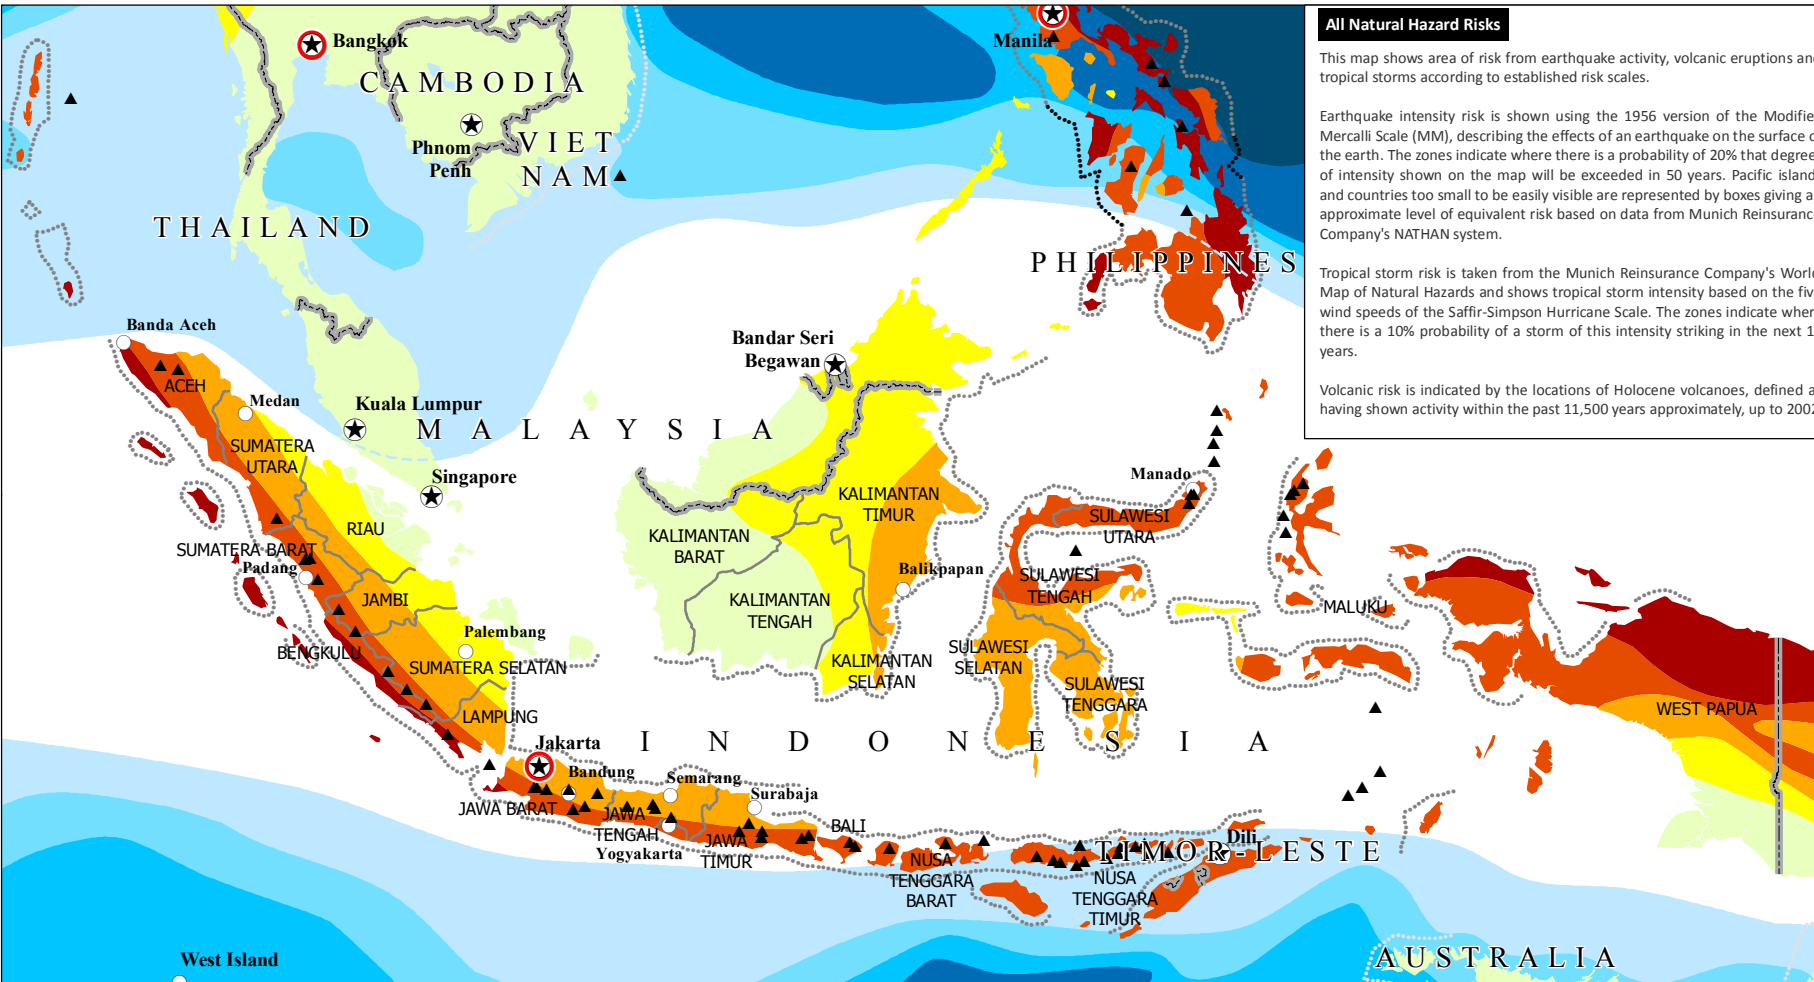 All Natural Hazard Risks
This map shows area of risk from earthquake activity, volcanic eruptions an
tropical storms according to established risk scales.
Earthquake intensity risk is shown using the 1956 version of the Modifie
Mercalli Scale (MM), describing the effects of an earthquake on the surface o
the earth. The zones indicate where there is a probability of 20% that degree
of intensity shown on the map will be exceeded in 50 years. Pacific island
and countries too small to be easily visible are represented by boxes giving a
approximate level of equivalent risk based on data from Munich Reinsuranc
Company's NATHAN system.
Tropical storm risk is taken from the Munich Reinsurance Company's Worl
Map of Natural Hazards and shows tropical storm intensity based on the fiv
wind speeds of the Saffir-Simpson Hurricane Scale. The zones indicate wher
there is a 10% probability of a storm of this intensity striking in the next 1
years.
Volcanic risk is indicated by the locations of Holocene volcanoes, defined a
having shown activity within the past 11,500 years approximately, up to 2002
Bangkok
Manila
CAMBODIA
Phnom
Penh
VIET
NAM
THAILAND
PHILIPPINES
Banda Aceh
Bandar Seri
Begawan
ACEH
Medan
Kuala Lumpur
MALAYSIA
SUMATERA
UTARA
Singapore
Manado
KALIMANTAN
TIMUR
RIAU
SULAWESI
UTARA
KALIMANTAN
BARAT
SUMATERA BARAT
Padang
Balikpapan
SULAWESI
TENGAH
JAMBI
KALIMANTAN
TENGAH
MALUKU
Palembang
BENGKULU
SUMATERA SELATAN
KALIMANTAN
SELATAN
SULAWESI
SELATAN
SULAWESI
TENGGARA
LAMPUNG
WEST PAPUA
Jakarta
INDONESIA
Bandung
Semarang
Surabaja
JAWA BARAT
JAWA
TENGAH
Yogyakarta
JAWA
TIMUR
BALI
Dili
TIMOR-LESTE
NUSA
TENGGARA
BARAT
NUSA
TENGGARA
TIMUR
West Island
AUSTRALIA